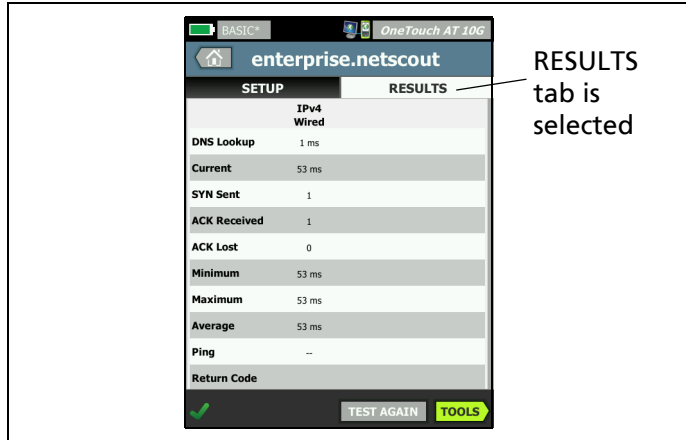 BASIC*
OneTouch AT 10G
enterprise.netscout
SETUP
RESULTS
IPv4
Wired
DNS Lookup 1 ms
Current 53 ms
SYN Sent 1
ACK Received 1
ACK Lost 0
Minimum 53 ms
Maximum 53 ms
Average 53 ms
Ping --
Return Code
TEST AGAIN
TOOLS
RESULTS
tab is
selected